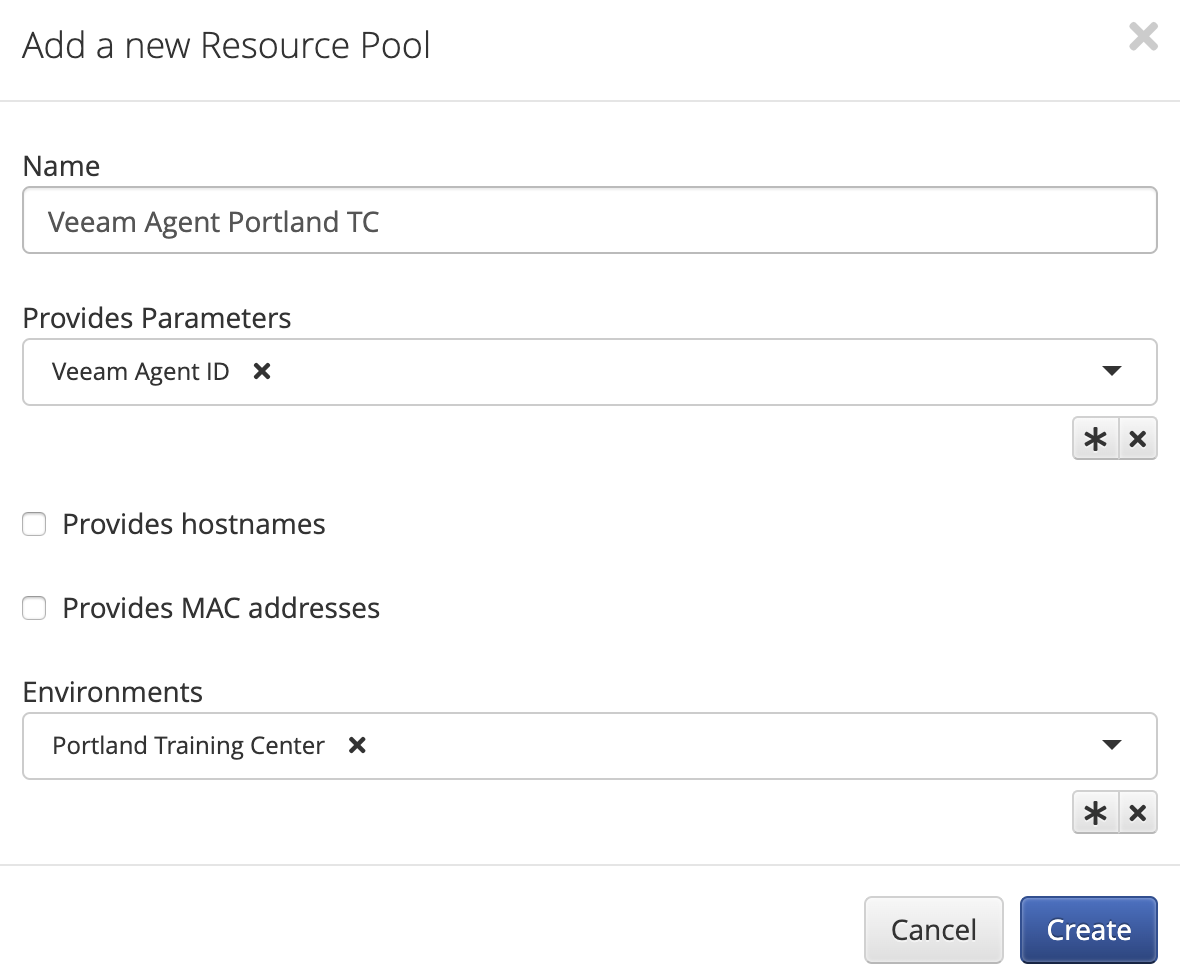 Add a new Resource Pool
Name
Veeam Agent Portland TC
Provides Parameters
Veeam Agent ID
Provides hostnames
Provides MAC addresses
Environments
Portland Training Center
Cancel Create